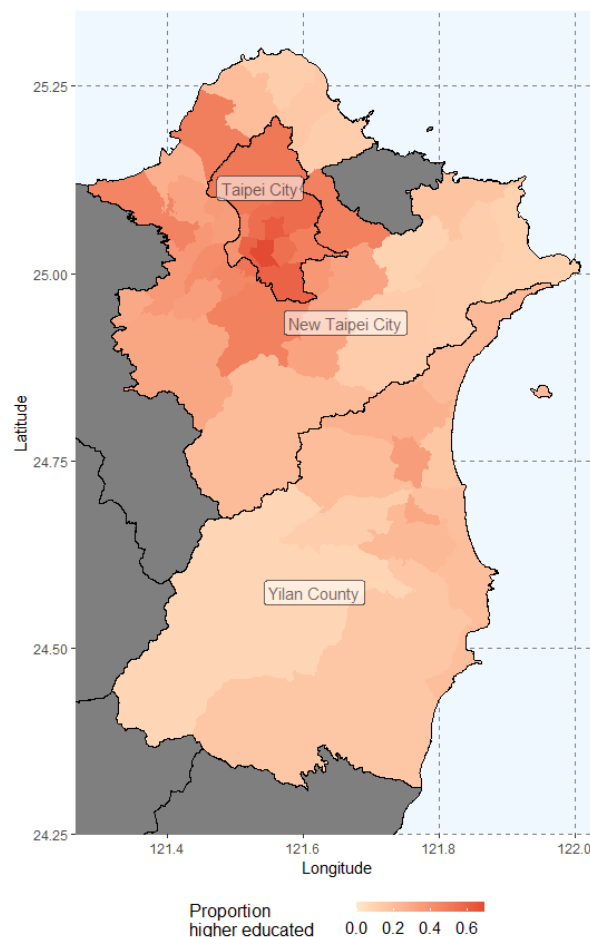 25.25
25.00
24.75
24.50
24.25
Latitude
Taipei City
New Taipei City
Yilan County
121.4 121.6 121.8 122.0
Longitude
Proportion
higher educated
0.0 0.2 0.4 0.6